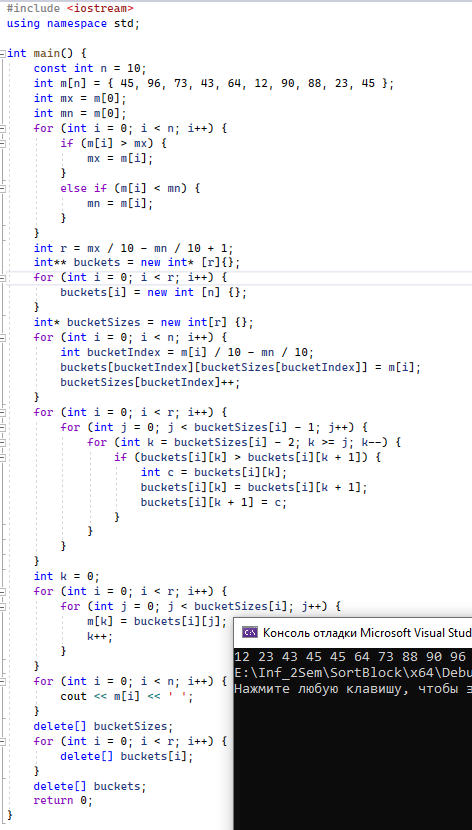 #include <iostream>
using namespace std;
int main() {
    const int n = 10;
    int m[n] = { 45, 96, 73, 43, 64, 12, 90, 88, 23, 45 };
    int mx = m[0];
    int mn = m[0];
    for (int i = 0; i < n; i++) {
        if (m[i] > mx) {
            mx = m[i];
        }
        else if (m[i] < mn) {
            mn = m[i];
        }
    }
    int r = mx / 10 - mn / 10 + 1;
    int** buckets = new int* [r]{};
    for (int i = 0; i < r; i++) {
        buckets[i] = new int [n] {};
    }
    int* bucketSizes = new int[r] {};
    for (int i = 0; i < n; i++) {
        int bucketIndex = m[i] / 10 - mn / 10;
        buckets[bucketIndex][bucketSizes[bucketIndex]] = m[i];
        bucketSizes[bucketIndex]++;
    }
    for (int i = 0; i < r; i++) {
        for (int j = 0; j < bucketSizes[i] - 1; j++) {
            for (int k = bucketSizes[i] - 2; k >= j; k--) {
                if (buckets[i][k] > buckets[i][k + 1]) {
                    int c = buckets[i][k];
                    buckets[i][k] = buckets[i][k + 1];
                    buckets[i][k + 1] = c;
                }
            }
        }
    }
    int k = 0;
    for (int i = 0; i < r; i++) {
        for (int j = 0; j < bucketSizes[i]; j++) {
            m[k] = buckets[i][j];
            k++;
        }
    }
    for (int i = 0; i < n; i++) {
        cout << m[i] << ' ';
    }
    delete[] bucketSizes;
    for (int i = 0; i < r; i++) {
        delete[] buckets[i];
    }
    delete[] buckets;
    return 0;
}
Консоль отладки Microsoft Visual Stud
12 23 43 45 45 64 73 88 90 96
E:\Inf_2Sem\SortBlock\x64\Debu
Нажмите любую клавишу, чтобы з